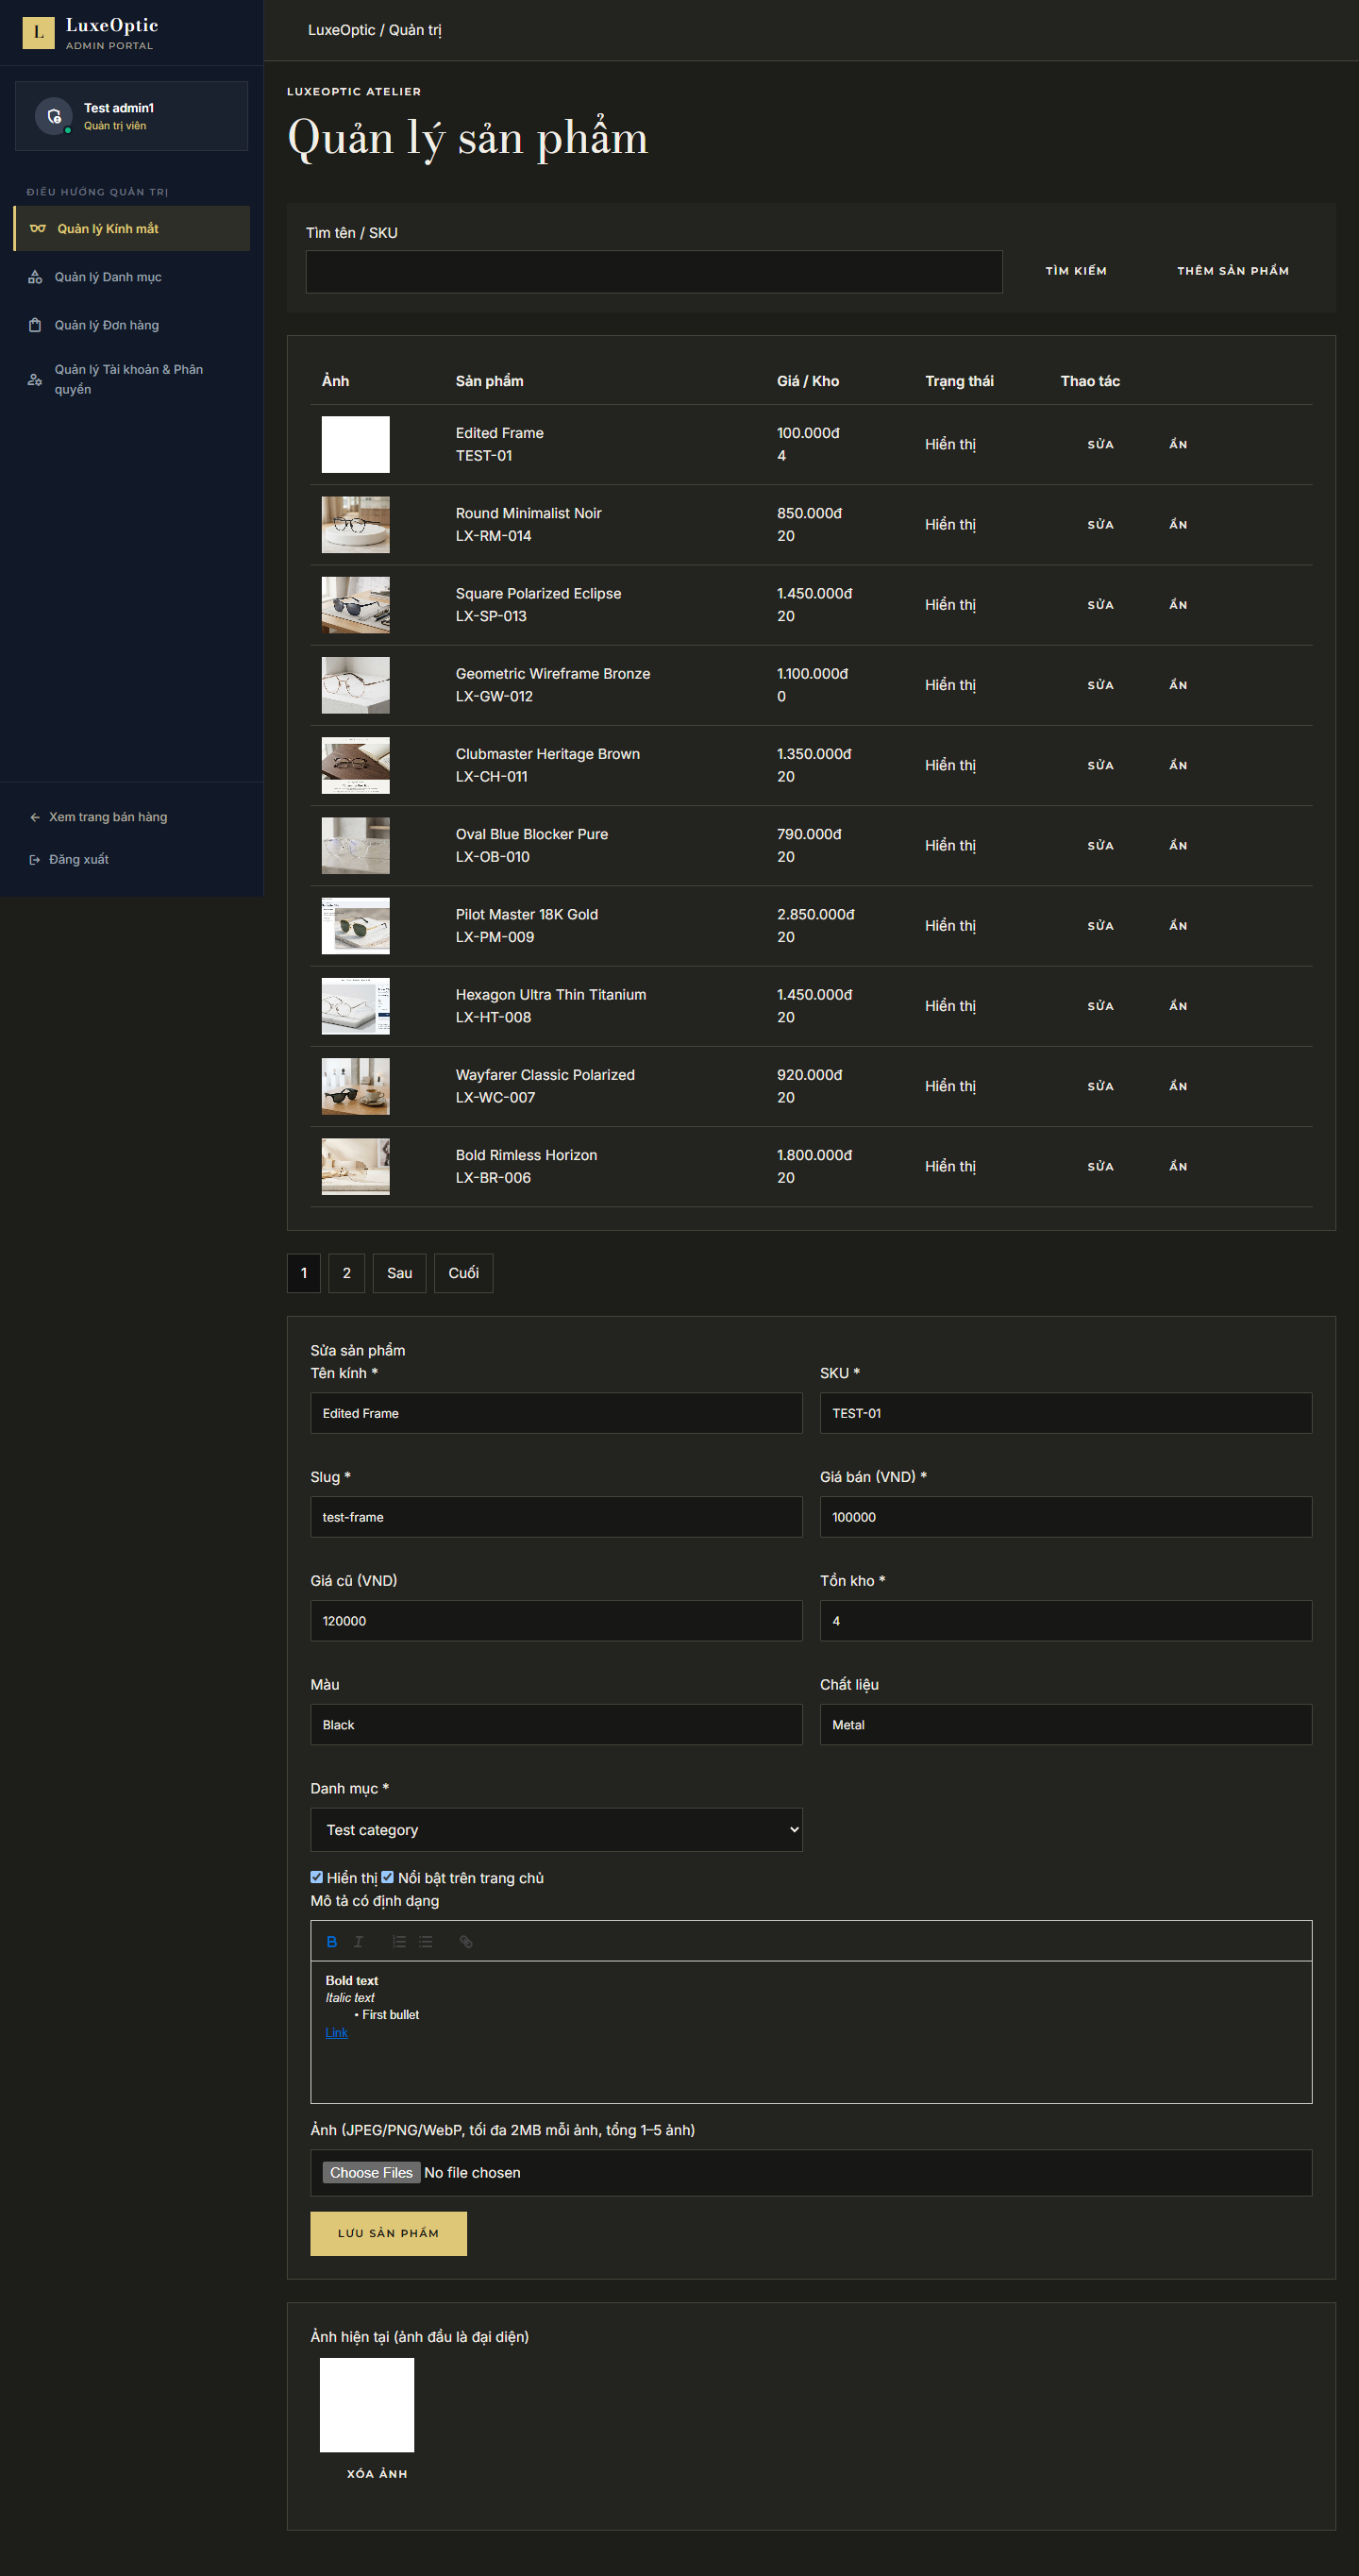 L
LuxeOptic
ADMIN PORTAL
Test admin1
Quản trị viên
ĐIỀU HƯỚNG QUẢN TRỊ
Quản lý Kính mắt
Quản lý Danh mục
Quản lý Đơn hàng
Quản lý Tài khoản & Phân
quyền
Xem trang bán hàng
Đăng xuất
LuxeOptic / Quản trị
LUXEOPTIC ATELIER
Quản lý sản phẩm
Tìm tên / SKU
TÌM KIẾM
THÊM SẢN PHẨM
Ảnh Sản phẩm Giá / Kho Trạng thái Thao tác
Edited Frame 100.000đ
TEST-01 4
Hiển thị SỬA ẨN
Round Minimalist Noir 850.000đ
LX-RM-014 20
Hiển thị SỬA ẨN
Square Polarized Eclipse 1.450.000đ
LX-SP-013 20
Hiển thị SỬA ẨN
Geometric Wireframe Bronze 1.100.000đ
LX-GW-012 0
Hiển thị SỬA ẨN
Clubmaster Heritage Brown 1.350.000đ
LX-CH-011 20
Hiển thị SỬA ẨN
Oval Blue Blocker Pure 790.000đ
LX-OB-010 20
Hiển thị SỬA ẨN
Pilot Master 18K Gold 2.850.000đ
LX-PM-009 20
Hiển thị SỬA ẨN
Hexagon Ultra Thin Titanium 1.450.000đ
LX-HT-008 20
Hiển thị SỬA ẨN
Wayfarer Classic Polarized 920.000đ
LX-WC-007 20
Hiển thị SỬA ẨN
Bold Rimless Horizon 1.800.000đ
LX-BR-006 20
Hiển thị SỬA ẨN
1 2 Sau Cuối
Sửa sản phẩm
Tên kính * SKU *
Edited Frame TEST-01
Slug * Giá bán (VND) *
test-frame 100000
Giá cũ (VND) Tồn kho *
120000 4
Màu Chất liệu
Black Metal
Danh mục *
Test category
Hiển thị Nổi bật trên trang chủ
Mô tả có định dạng
Bold text
Italic text
• First bullet
Link
Ảnh (JPEG/PNG/WebP, tối đa 2MB mỗi ảnh, tổng 1–5 ảnh)
Choose Files No file chosen
LƯU SẢN PHẨM
Ảnh hiện tại (ảnh đầu là đại diện)
XÓA ẢNH